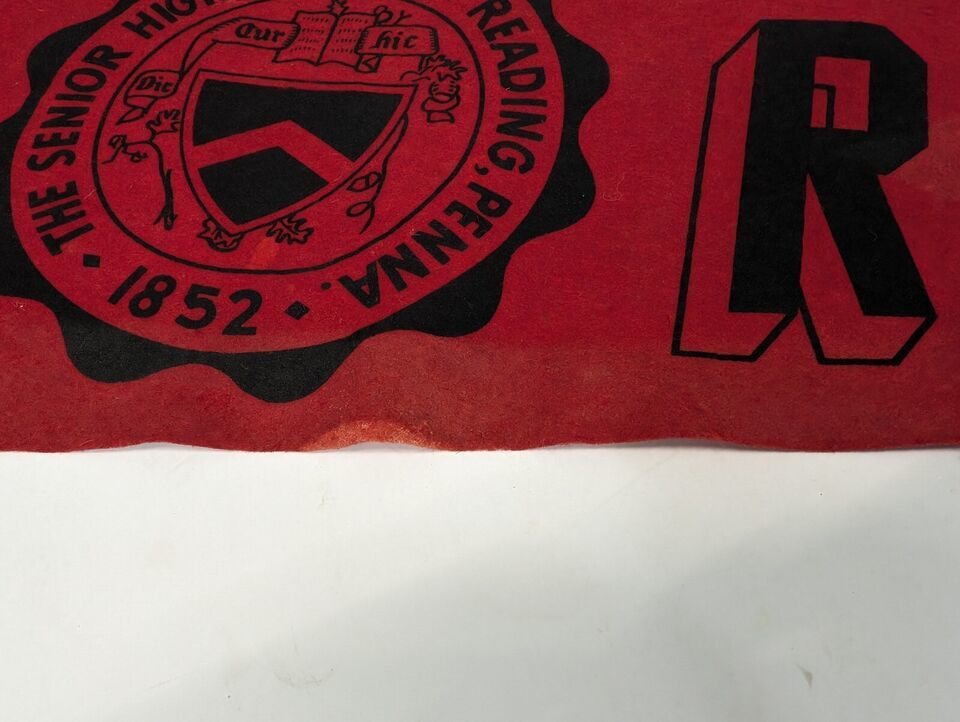 THE SENIOR HIGH
READING, PENNA.
Dic Cur hic
1852
R